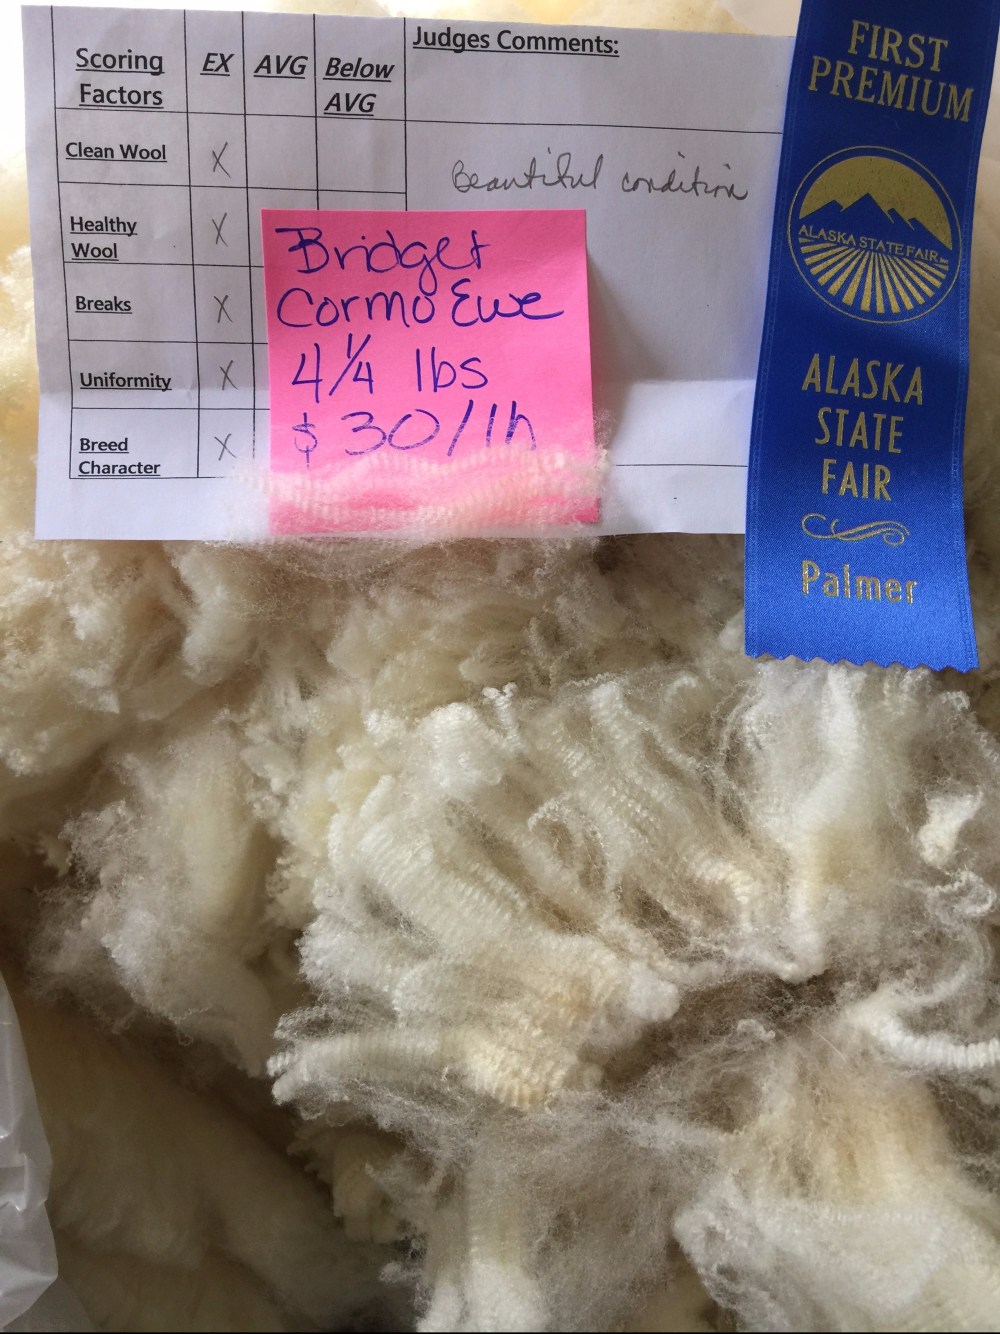 Scoring Factors EX AVG Below AVG Judges Comments:
Clean Wool X
Beautiful condition
Healthy Wool X
Breaks X
Uniformity X
Breed Character X
Bridget
Cormo Ewe
4 1/4 lbs
$30/lb
FIRST
PREMIUM
ALASKA STATE FAIR
ALASKA
STATE
FAIR
Palmer